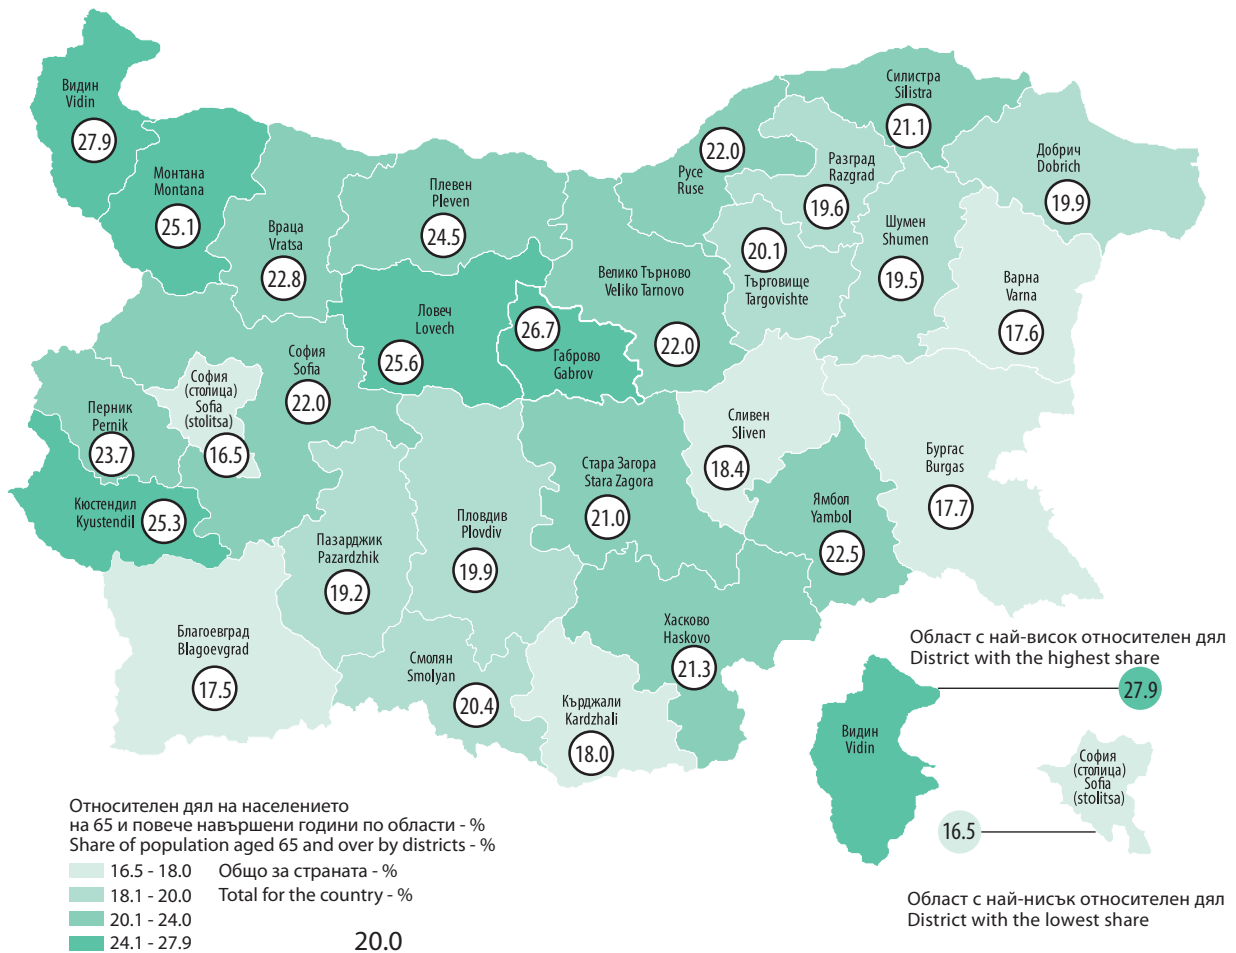 Видин
Vidin
27.9
Монтана
Montana
25.1
Враца
Vratsa
22.8
Плевен
Pleven
24.5
Ловеч
Lovech
25.6
26.7
Габрово
Gabrov
Велико Търново
Veliko Tarnovo
22.0
Русе
Ruse
22.0
Силистра
Silistra
21.1
Разград
Razgrad
19.6
Добрич
Dobrich
19.9
20.1
Търговище
Targovishte
Шумен
Shumen
19.5
Варна
Varna
17.6
София
Sofia
22.0
София
(столица)
Sofia
(stolitsa)
16.5
Перник
Pernik
23.7
Кюстендил
Kyustendil
25.3
Благоевград
Blagoevgrad
17.5
Пазарджик
Pazardzhik
19.2
Пловдив
Plovdiv
19.9
Смолян
Smolyan
20.4
Стара Загора
Stara Zagora
21.0
Сливен
Sliven
18.4
Ямбол
Yambol
22.5
Бургас
Burgas
17.7
Хасково
Haskovo
21.3
Кърджали
Kardzhali
18.0
Област с най-висок относителен дял
District with the highest share
27.9
Видин
Vidin
София
(столица)
Sofia
(stolitsa)
16.5
Област с най-нисък относителен дял
District with the lowest share
Относителен дял на населението
на 65 и повече навършени години по области - %
Share of population aged 65 and over by districts - %
16.5 - 18.0 Общо за страната - %
18.1 - 20.0 Total for the country - %
20.1 - 24.0
24.1 - 27.9 20.0